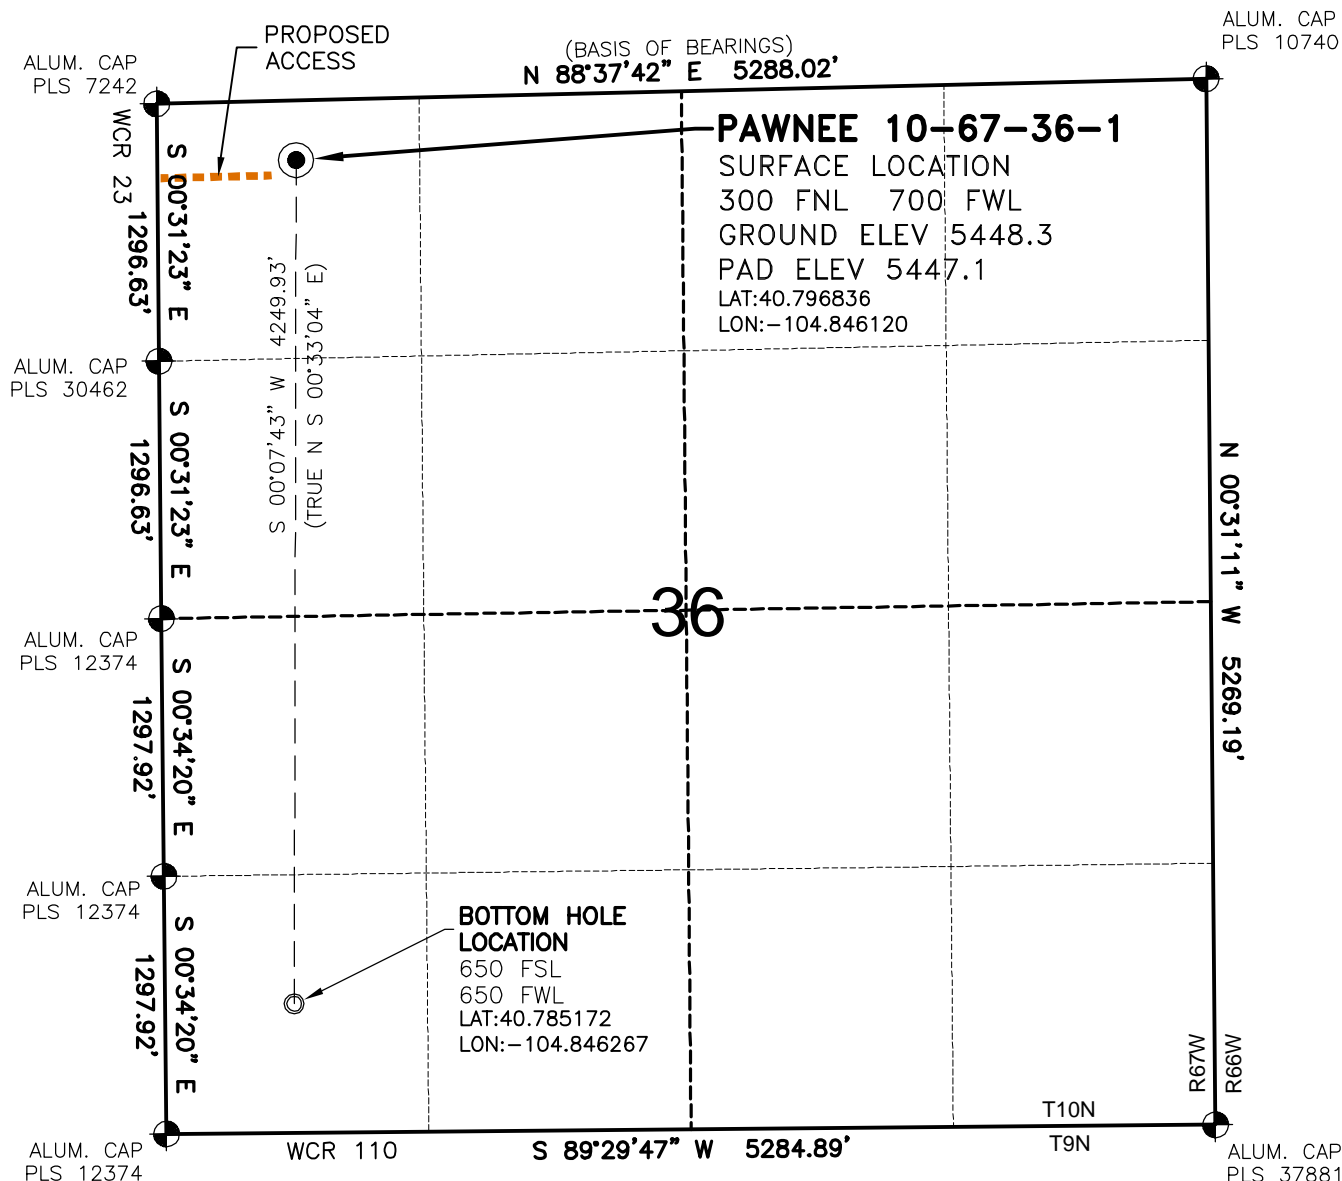 PROPOSED
ACCESS
(BASIS OF BEARINGS)
N 88°37'42" E 5288.02'
ALUM. CAP
PLS 10740
ALUM. CAP
PLS 7242
WCR 23
S 00°31'23" E
1296.63'
PAWNEE 10-67-36-1
SURFACE LOCATION
300 FNL 700 FWL
GROUND ELEV 5448.3
PAD ELEV 5447.1
LAT:40.796836
LON:-104.846120
S 00°07'43" W 4249.93'
(TRUE N S 00°33'04" E)
ALUM. CAP
PLS 30462
S 00°31'23" E
1296.63'
N 00°31'11" W 5269.19'
36
ALUM. CAP
PLS 12374
S 00°34'20" E
1297.92'
ALUM. CAP
PLS 12374
S 00°34'20" E
1297.92'
BOTTOM HOLE
LOCATION
650 FSL
650 FWL
LAT:40.785172
LON:-104.846267
R67W
R66W
T10N
T9N
WCR 110
S 89°29'47" W 5284.89'
ALUM. CAP
PLS 12374
ALUM. CAP
PLS 37881